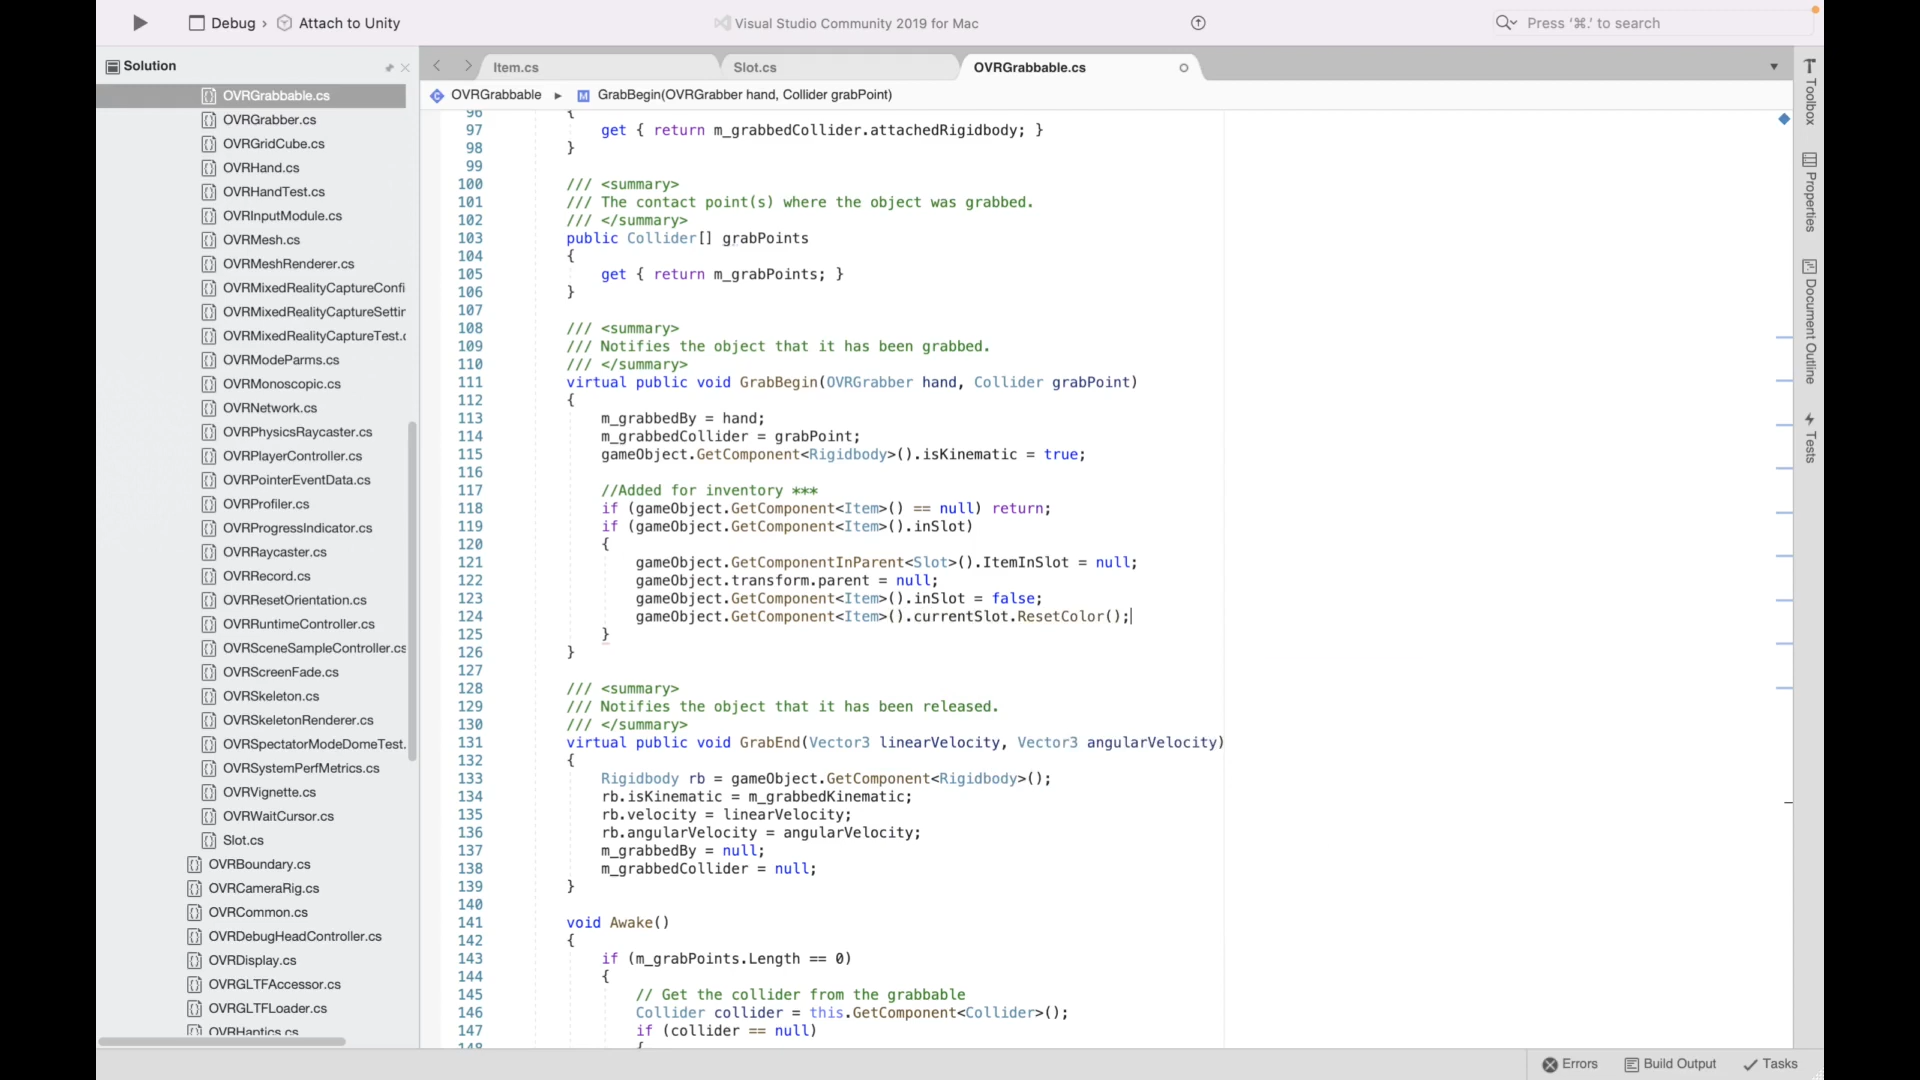 Debug › Attach to Unity
Visual Studio Community 2019 for Mac
Press '⌘.' to search
Solution
OVRGrabbable.cs
OVRGrabber.cs
OVRGridCube.cs
OVRHand.cs
OVRHandTest.cs
OVRInputModule.cs
OVRMesh.cs
OVRMeshRenderer.cs
OVRMixedRealityCaptureConfi
OVRMixedRealityCaptureSettin
OVRMixedRealityCaptureTest.c
OVRModeParms.cs
OVRMonoscopic.cs
OVRNetwork.cs
OVRPhysicsRaycaster.cs
OVRPlayerController.cs
OVRPointerEventData.cs
OVRProfiler.cs
OVRProgressIndicator.cs
OVRRaycaster.cs
OVRRecord.cs
OVRResetOrientation.cs
OVRRuntimeController.cs
OVRSceneSampleController.cs
OVRScreenFade.cs
OVRSkeleton.cs
OVRSkeletonRenderer.cs
OVRSpectatorModeDomeTest.
OVRSystemPerfMetrics.cs
OVRVignette.cs
OVRWaitCursor.cs
Slot.cs
OVRBoundary.cs
OVRCameraRig.cs
OVRCommon.cs
OVRDebugHeadController.cs
OVRDisplay.cs
OVRGLTFAccessor.cs
OVRGLTFLoader.cs
OVRHaptics.cs
Item.cs
Slot.cs
OVRGrabbable.cs
OVRGrabbable ▸ M GrabBegin(OVRGrabber hand, Collider grabPoint)
96 {
97 get { return m_grabbedCollider.attachedRigidbody; }
98 }
99
100 /// <summary>
101 /// The contact point(s) where the object was grabbed.
102 /// </summary>
103 public Collider[] grabPoints
104 {
105 get { return m_grabPoints; }
106 }
107
108 /// <summary>
109 /// Notifies the object that it has been grabbed.
110 /// </summary>
111 virtual public void GrabBegin(OVRGrabber hand, Collider grabPoint)
112 {
113 m_grabbedBy = hand;
114 m_grabbedCollider = grabPoint;
115 gameObject.GetComponent<Rigidbody>().isKinematic = true;
116
117 //Added for inventory ***
118 if (gameObject.GetComponent<Item>() == null) return;
119 if (gameObject.GetComponent<Item>().inSlot)
120 {
121 gameObject.GetComponentInParent<Slot>().ItemInSlot = null;
122 gameObject.transform.parent = null;
123 gameObject.GetComponent<Item>().inSlot = false;
124 gameObject.GetComponent<Item>().currentSlot.ResetColor();
125 }
126 }
127
128 /// <summary>
129 /// Notifies the object that it has been released.
130 /// </summary>
131 virtual public void GrabEnd(Vector3 linearVelocity, Vector3 angularVelocity)
132 {
133 Rigidbody rb = gameObject.GetComponent<Rigidbody>();
134 rb.isKinematic = m_grabbedKinematic;
135 rb.velocity = linearVelocity;
136 rb.angularVelocity = angularVelocity;
137 m_grabbedBy = null;
138 m_grabbedCollider = null;
139 }
140
141 void Awake()
142 {
143 if (m_grabPoints.Length == 0)
144 {
145 // Get the collider from the grabbable
146 Collider collider = this.GetComponent<Collider>();
147 if (collider == null)
148 {
Toolbox
Properties
Document Outline
Tests
Errors
Build Output
Tasks